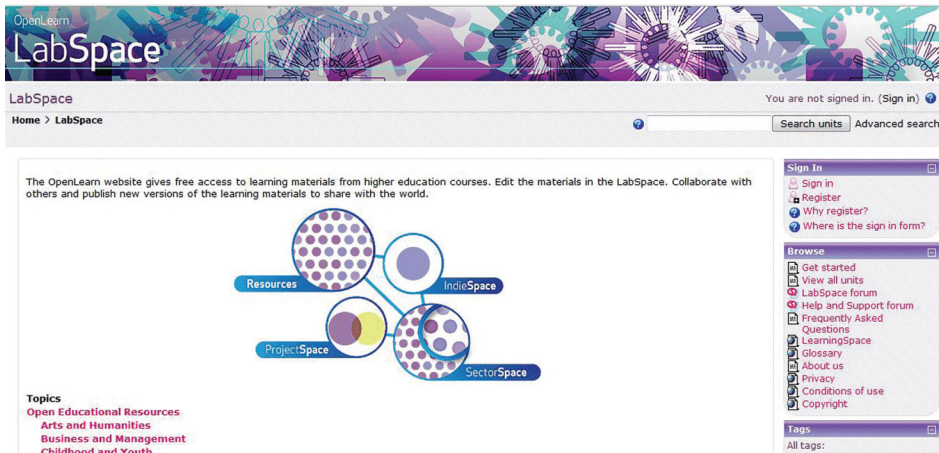 OpenLearn
LabSpace
LabSpace
You are not signed in. (Sign in)
Home > LabSpace
Search units
Advanced search
The OpenLearn website gives free access to learning materials from higher education courses. Edit the materials in the LabSpace. Collaborate with
others and publish new versions of the learning materials to share with the world.
Resources
IndieSpace
ProjectSpace
SectorSpace
Topics
Open Educational Resources
Arts and Humanities
Business and Management
Childhood and Youth
Sign In
Sign in
Register
Why register?
Where is the sign in form?
Browse
Get started
View all units
LabSpace forum
Help and Support forum
Frequently Asked
Questions
LearningSpace
Glossary
About us
Privacy
Conditions of use
Copyright
Tags
All tags: